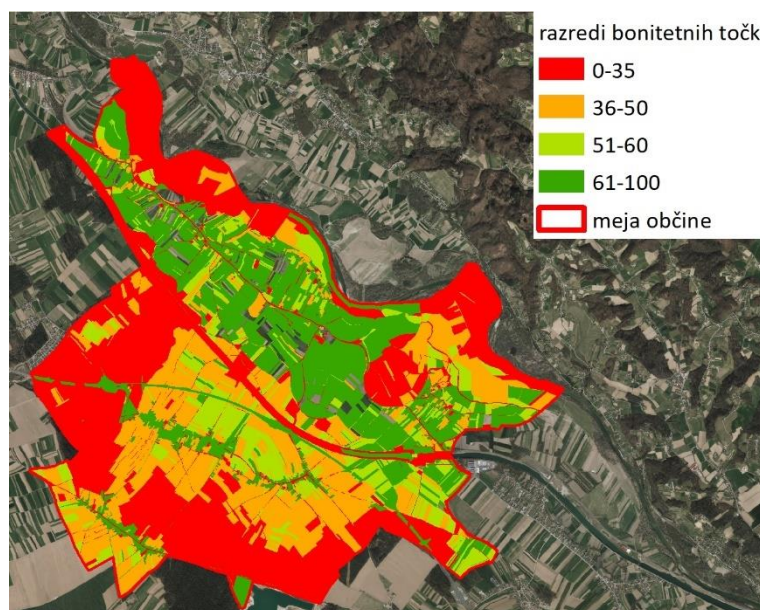 razredi bonitetnih točk
0-35
36-50
51-60
61-100
meja občine